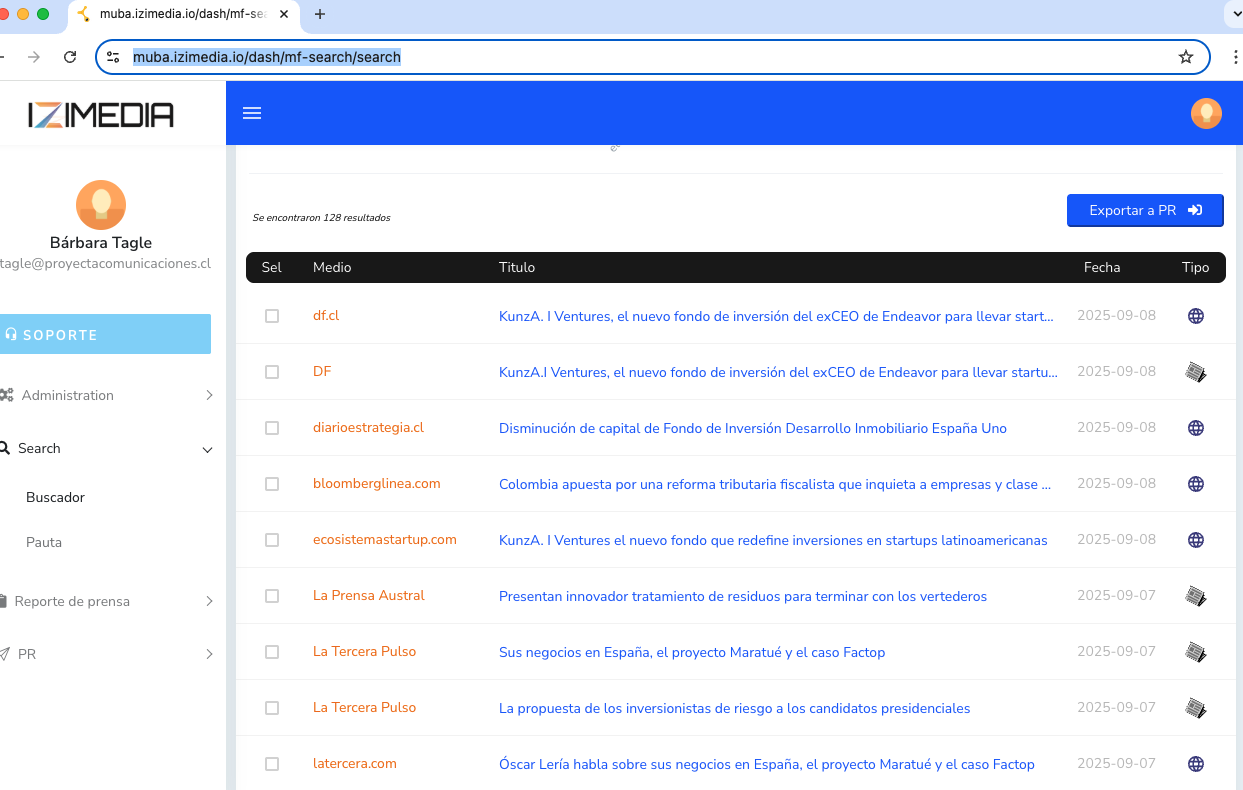 muba.izimedia.io/dash/mf-sea
muba.izimedia.io/dash/mf-search/search
IZIMEDIA
Bárbara Tagle
tagle@proyectacomunicaciones.cl
SOPORTE
Administration
Search
Buscador
Pauta
Reporte de prensa
PR
Se encontraron 128 resultados
Exportar a PR
Sel Medio Titulo Fecha Tipo
df.cl KunzA. I Ventures, el nuevo fondo de inversión del exCEO de Endeavor para llevar start... 2025-09-08
DF KunzA.I Ventures, el nuevo fondo de inversión del exCEO de Endeavor para llevar startu... 2025-09-08
diarioestrategia.cl Disminución de capital de Fondo de Inversión Desarrollo Inmobiliario España Uno 2025-09-08
bloomberglinea.com Colombia apuesta por una reforma tributaria fiscalista que inquieta a empresas y clase ... 2025-09-08
ecosistemastartup.com KunzA. I Ventures el nuevo fondo que redefine inversiones en startups latinoamericanas 2025-09-08
La Prensa Austral Presentan innovador tratamiento de residuos para terminar con los vertederos 2025-09-07
La Tercera Pulso Sus negocios en España, el proyecto Maratué y el caso Factop 2025-09-07
La Tercera Pulso La propuesta de los inversionistas de riesgo a los candidatos presidenciales 2025-09-07
latercera.com Óscar Lería habla sobre sus negocios en España, el proyecto Maratué y el caso Factop 2025-09-07